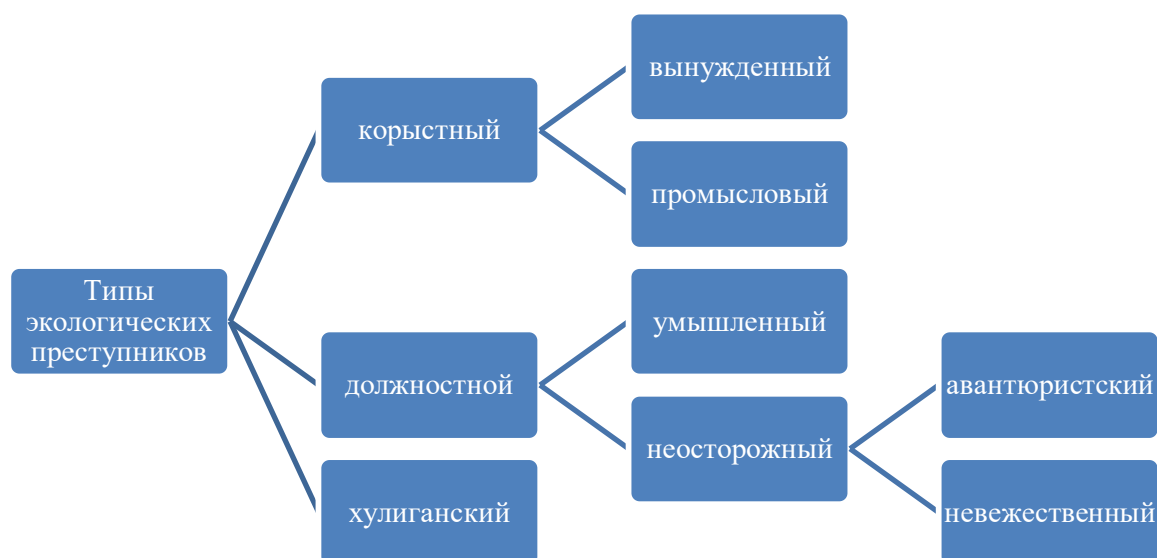 Типы
экологических
преступников
корыстный
вынужденный
промысловый
должностной
умышленный
неосторожный
авантюристский
невежественный
хулиганский